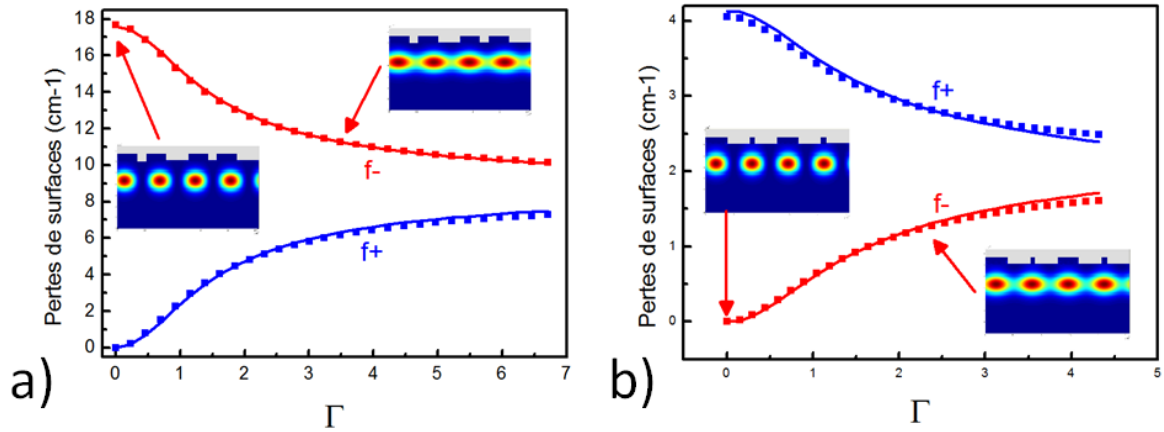 18
16
14
12
10
8
6
4
2
0
Pertes de surfaces (cm-1)
f-
f+
0 1 2 3 4 5 6 7
Γ
a)
4
3
2
1
0
Pertes de surfaces (cm-1)
f+
f-
0 1 2 3 4 5
Γ
b)